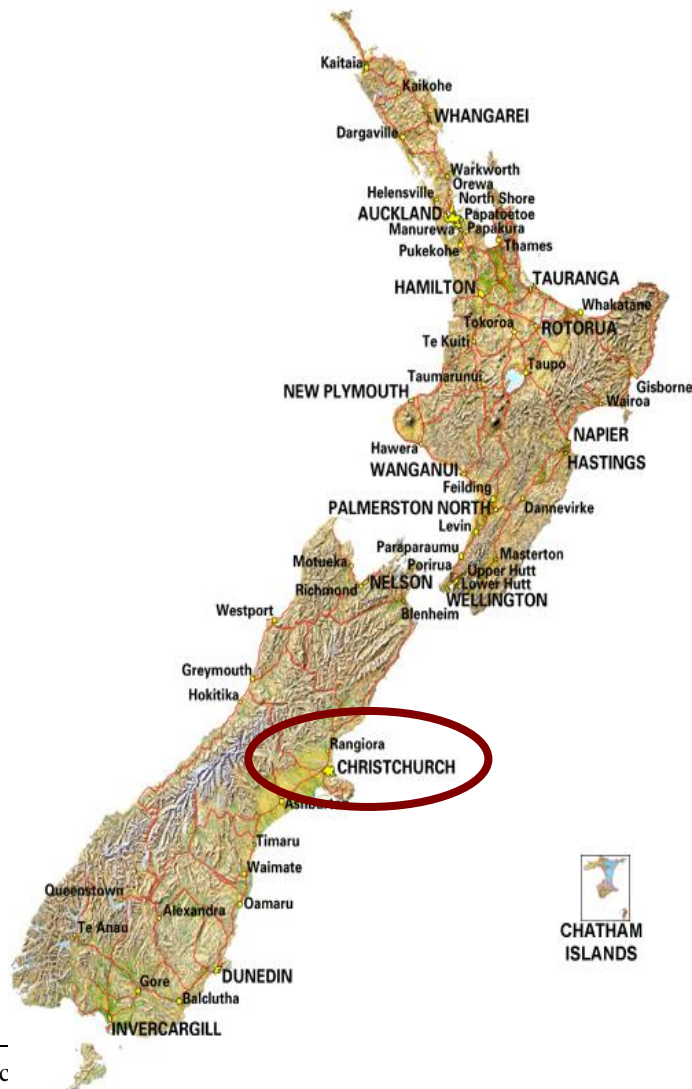 Kaitaia
Kaikohe
WHANGAREI
Dargaville
Warkworth
Orewa
Helensville
North Shore
AUCKLAND
Papatoetoe
Manurewa
Papakura
Pukekohe
Thames
TAURANGA
HAMILTON
Whakatane
Tokoroa
ROTORUA
Te Kuiti
Taupo
Taumarunui
Gisborne
NEW PLYMOUTH
Wairoa
NAPIER
Hawera
HASTINGS
WANGANUI
Feilding
PALMERSTON NORTH
Dannevirke
Levin
Paraparaumu
Masterton
Motueka
Porirua
Upper Hutt
NELSON
Lower Hutt
Richmond
WELLINGTON
Westport
Blenheim
Greymouth
Hokitika
Rangiora
CHRISTCHURCH
Ashburton
Timaru
Waimate
Queenstown
Oamaru
Alexandra
Te Anau
CHATHAM
ISLANDS
DUNEDIN
Gore
Balclutha
INVERCARGILL